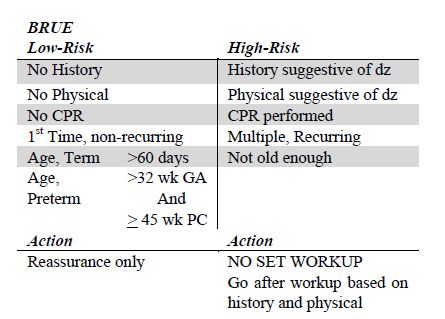 BRUE
Low-Risk High-Risk
No History History suggestive of dz
No Physical Physical suggestive of dz
No CPR CPR performed
1st Time, non-recurring Multiple, Recurring
Age, Term >60 days Not old enough
Age, >32 wk GA
Preterm And
≥ 45 wk PC
Action Action
Reassurance only NO SET WORKUP
Go after workup based on
history and physical